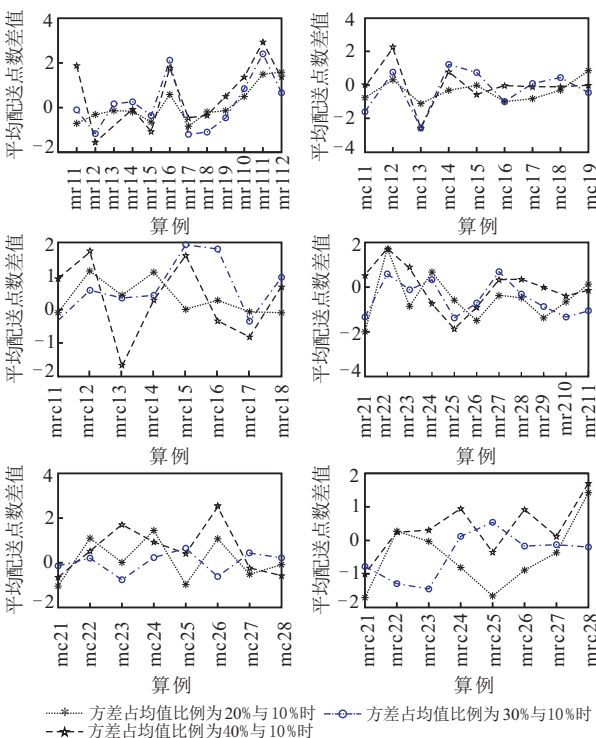 平均配送点数差值
4
2
0
−2
mr11 mr12 mr13 mr14 mr15 mr16 mr17 mr18 mr19 mr110 mr111 mr112
算例
平均配送点数差值
4
2
0
−2
−4
mc11 mc12 mc13 mc14 mc15 mc16 mc17 mc18 mc19
算例
平均配送点数差值
2
1
0
−1
−2
mrc11 mrc12 mrc13 mrc14 mrc15 mrc16 mrc17 mrc18
算例
平均配送点数差值
2
0
−2
−4
mr21 mr22 mr23 mr24 mr25 mr26 mr27 mr28 mr29 mr210 mr211
算例
平均配送点数差值
4
2
0
−2
mc21 mc22 mc23 mc24 mc25 mc26 mc27 mc28
算例
平均配送点数差值
2
1
0
−1
−2
mrc21 mrc22 mrc23 mrc24 mrc25 mrc26 mrc27 mrc28
算例
方差占均值比例为20%与10%时 方差占均值比例为30%与10%时
方差占均值比例为40%与10%时